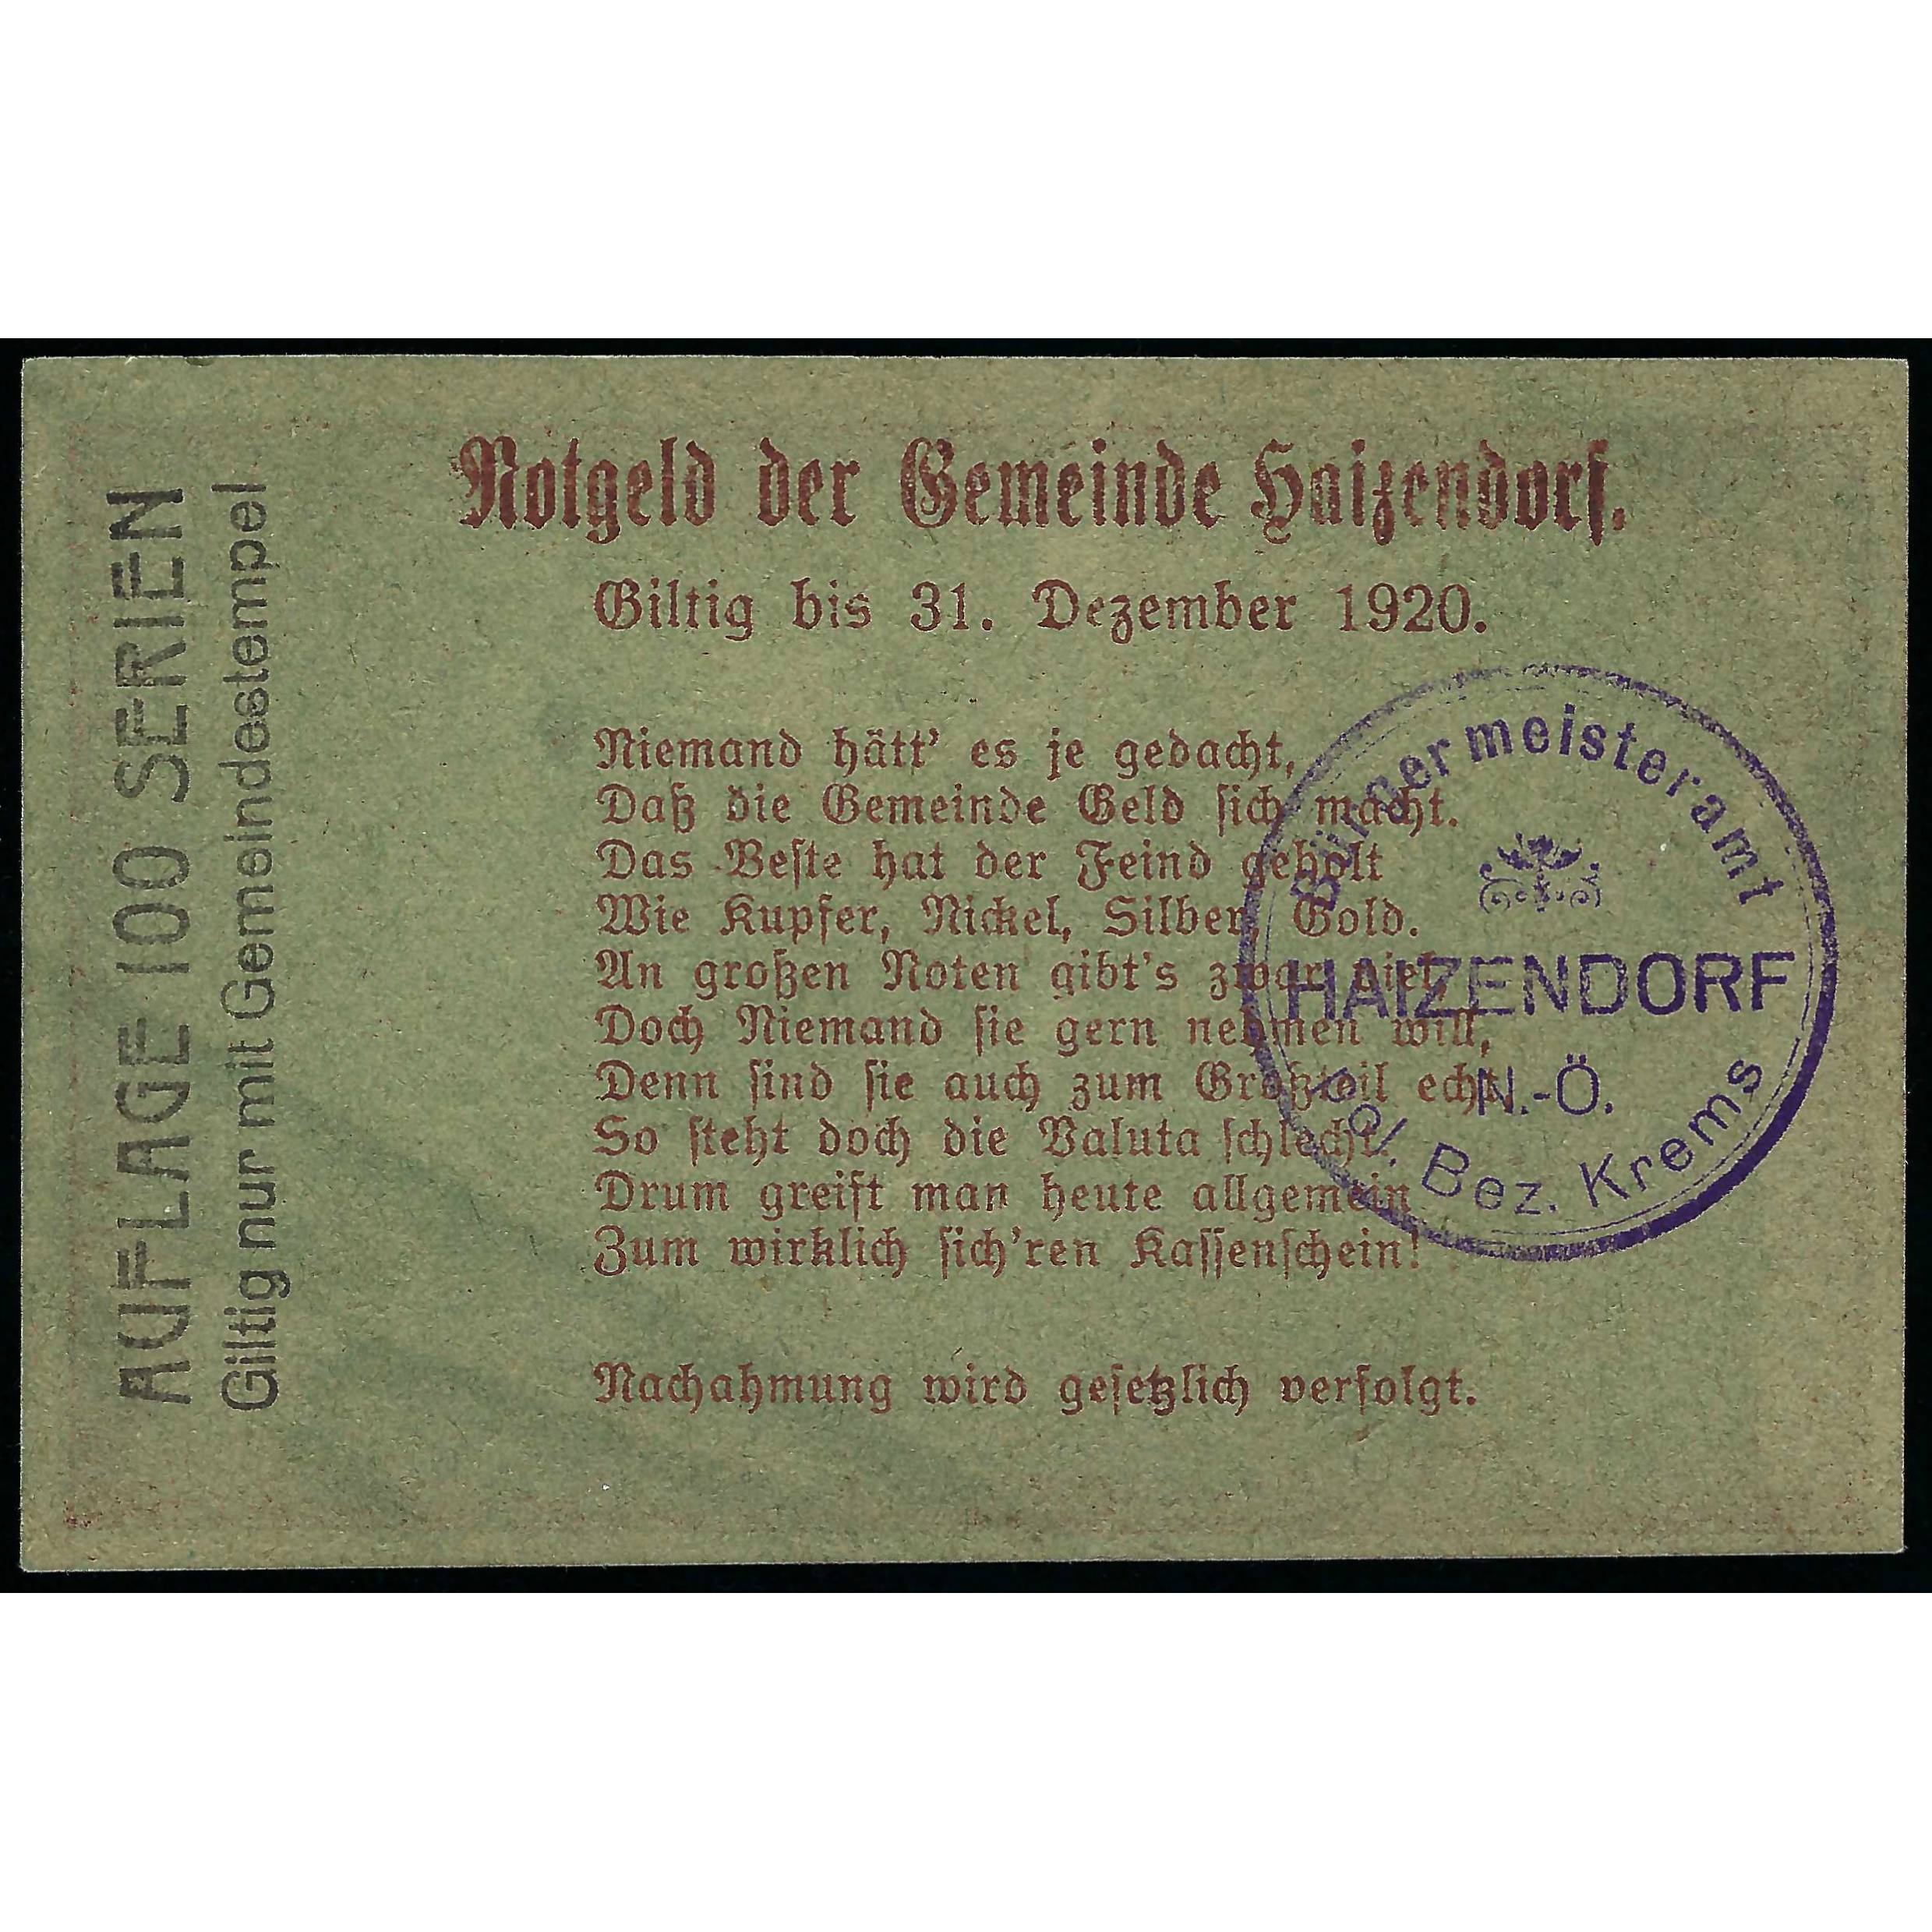 Notgeld der Gemeinde Haizendorf.
Giltig bis 31. Dezember 1920.
Niemand hätt' es je gedacht,
Daß die Gemeinde Geld sich macht.
Das Beste hat der Feind geholt
Wie Kupfer, Nickel, Silber, Gold.
An großen Noten gibt's zwar viel,
Doch Niemand sie gern nehmen will,
Denn sind sie auch zum Großteil echt,
So steht doch die Valuta schlecht.
Drum greift man heute allgemein
Zum wirklich sich'ren Kassenschein!
Nachahmung wird gesetzlich verfolgt.
AUFLAGE 100 SERIEN
Giltig nur mit Gemeindestempel
Bürgermeisteramt
HAIZENDORF
N.-Ö.
Pol. Bez. Krems